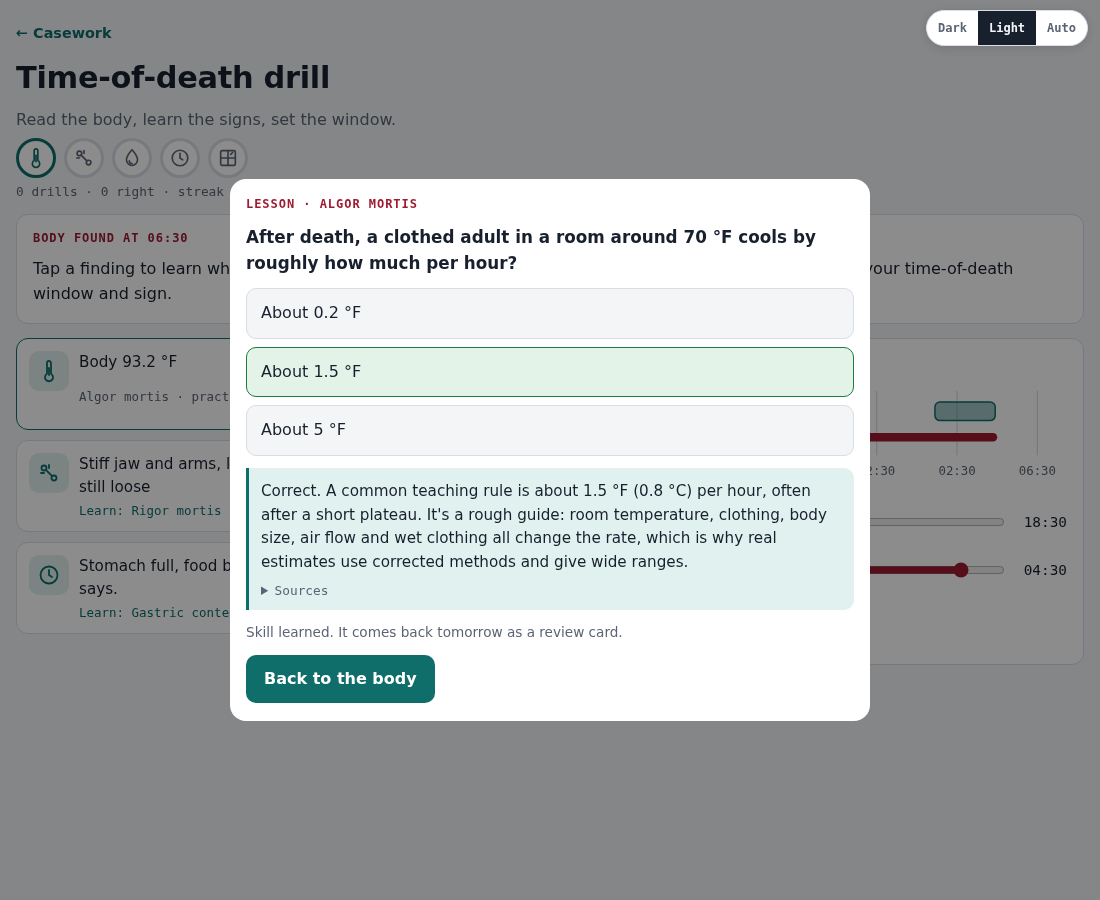 ← Casework
Dark Light Auto
Time-of-death drill
Read the body, learn the signs, set the window.
0 drills · 0 right · streak
LESSON · ALGOR MORTIS
After death, a clothed adult in a room around 70 °F cools by
roughly how much per hour?
About 0.2 °F
About 1.5 °F
About 5 °F
Correct. A common teaching rule is about 1.5 °F (0.8 °C) per hour, often
after a short plateau. It's a rough guide: room temperature, clothing, body
size, air flow and wet clothing all change the rate, which is why real
estimates use corrected methods and give wide ranges.
Sources
Skill learned. It comes back tomorrow as a review card.
Back to the body
BODY FOUND AT 06:30
Tap a finding to learn
your time-of-death
window and sign.
Body 93.2 °F
Algor mortis ·
Stiff jaw and arms,
still loose
Learn: Rigor mortis
Stomach full, food
says.
Learn: Gastric
:30 02:30 06:30
18:30
04:30